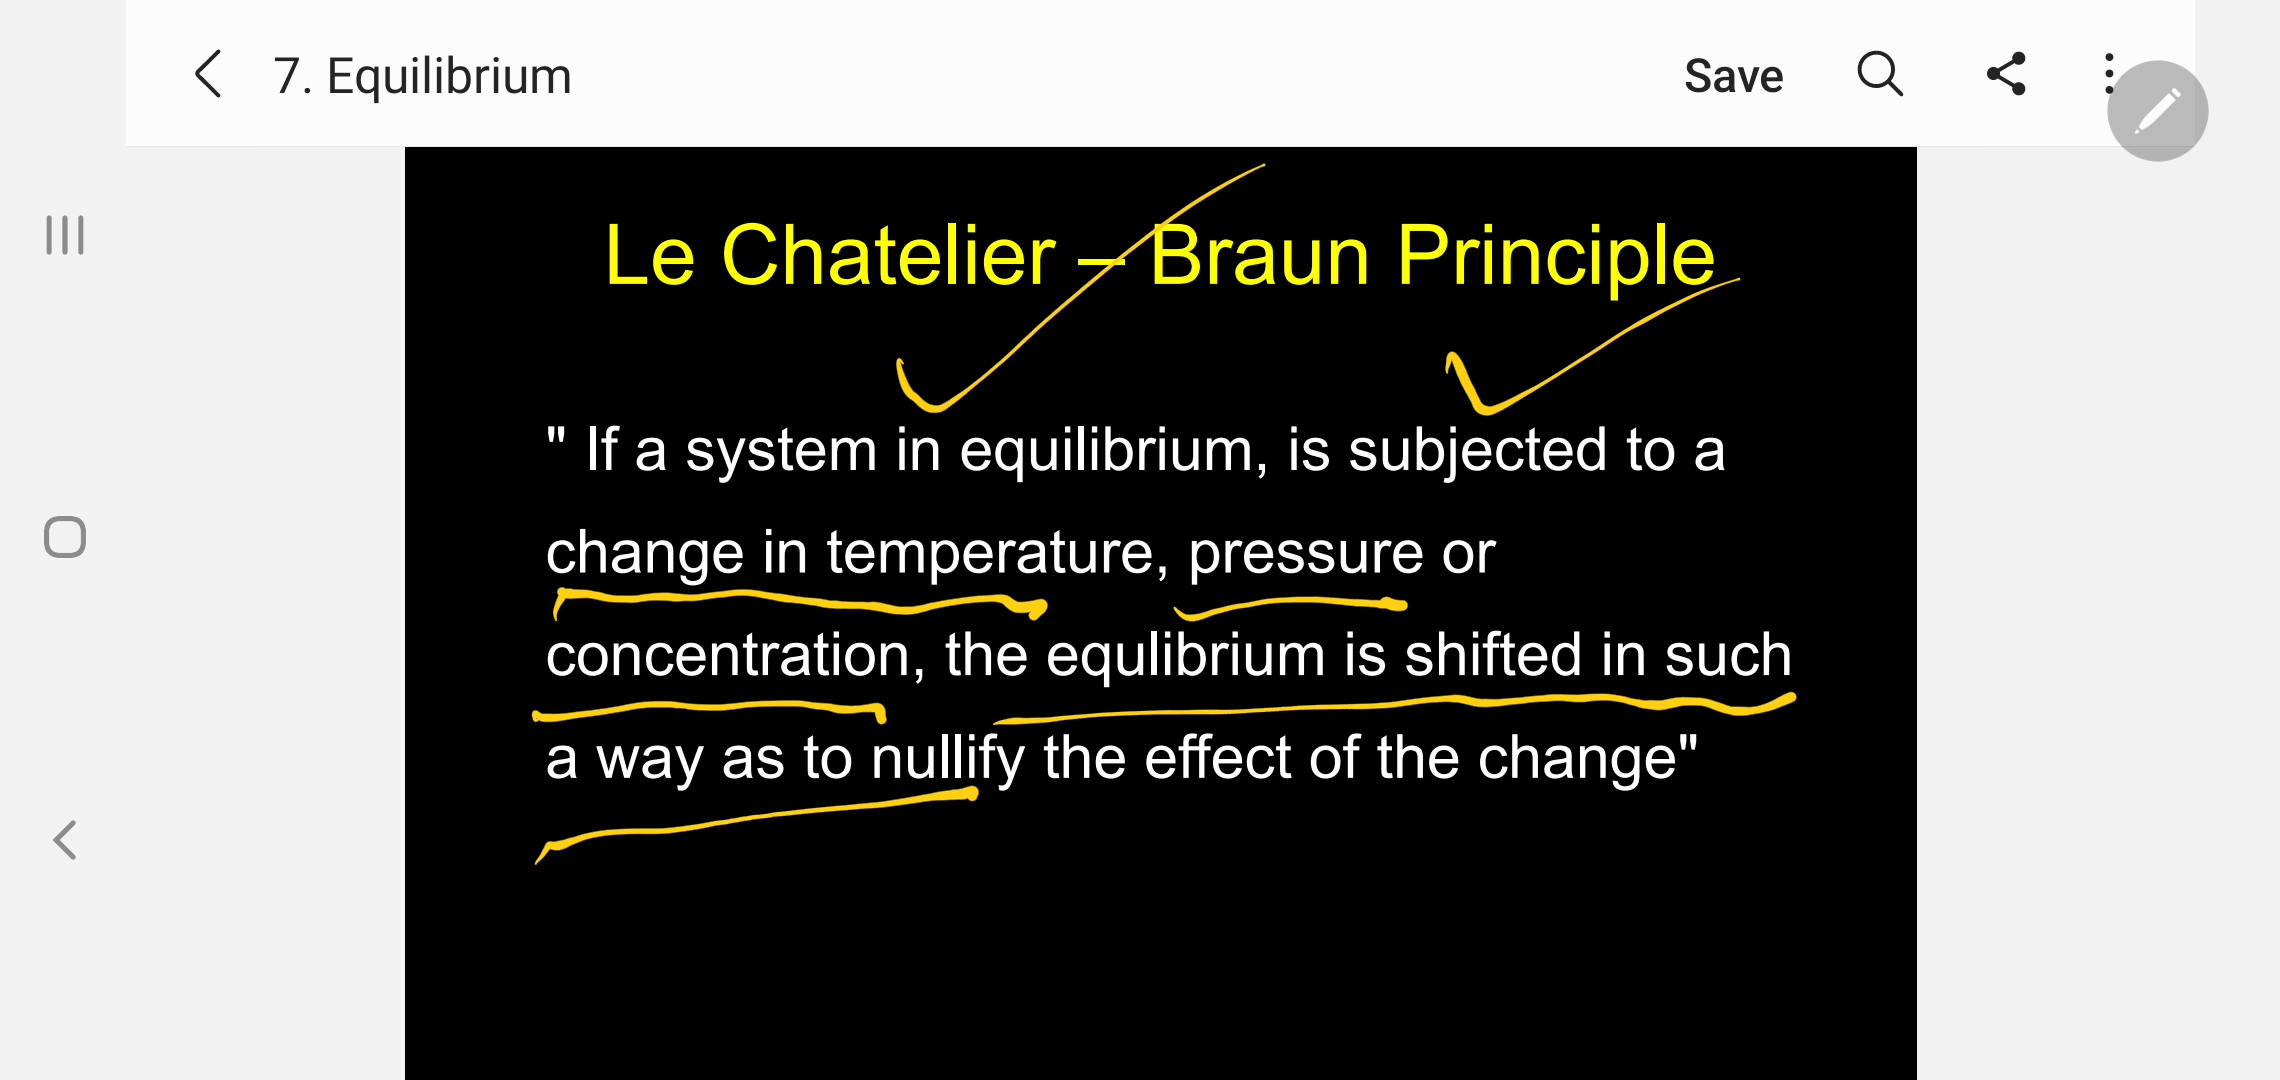 7. Equilibrium
Save
Le Chatelier – Braun Principle
" If a system in equilibrium, is subjected to a
change in temperature, pressure or
concentration, the equlibrium is shifted in such
a way as to nullify the effect of the change"